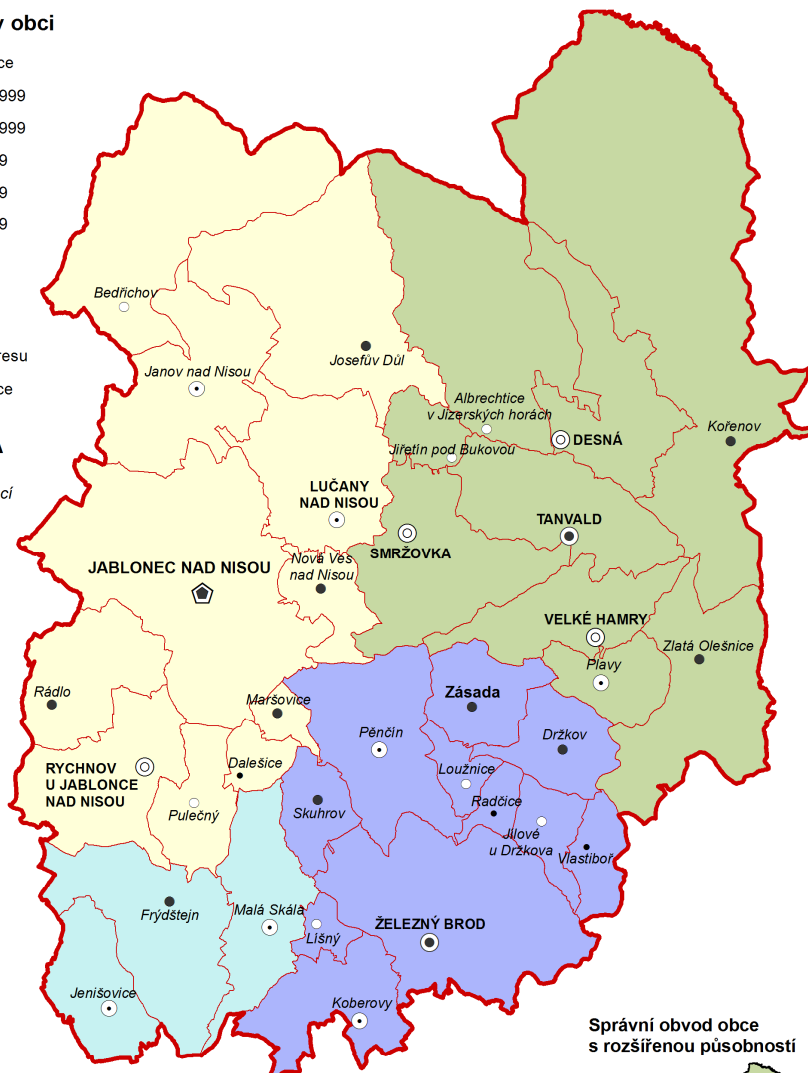 y obci
ce
999
999
9
9
9
resu
ce
A
cí
Bedřichov
Josefův Důl
Janov nad Nisou
Albrechtice
v Jizerských horách
DESNÁ
Kořenov
Jiřetín pod Bukovou
LUČANY
NAD NISOU
TANVALD
SMRŽOVKA
JABLONEC NAD NISOU
Nová Ves
nad Nisou
VELKÉ HAMRY
Zlatá Olešnice
Plavy
Rádlo
Maršovice
Zásada
Pěnčín
Držkov
RYCHNOV
U JABLONCE
NAD NISOU
Dalešice
Loužnice
Radčice
Pulečný
Skuhrov
Jílové
u Držkova
Vlastiboř
Frýdštejn
Malá Skála
ŽELEZNÝ BROD
Líšný
Jenišovice
Koberovy
Správní obvod obce
s rozšířenou působností